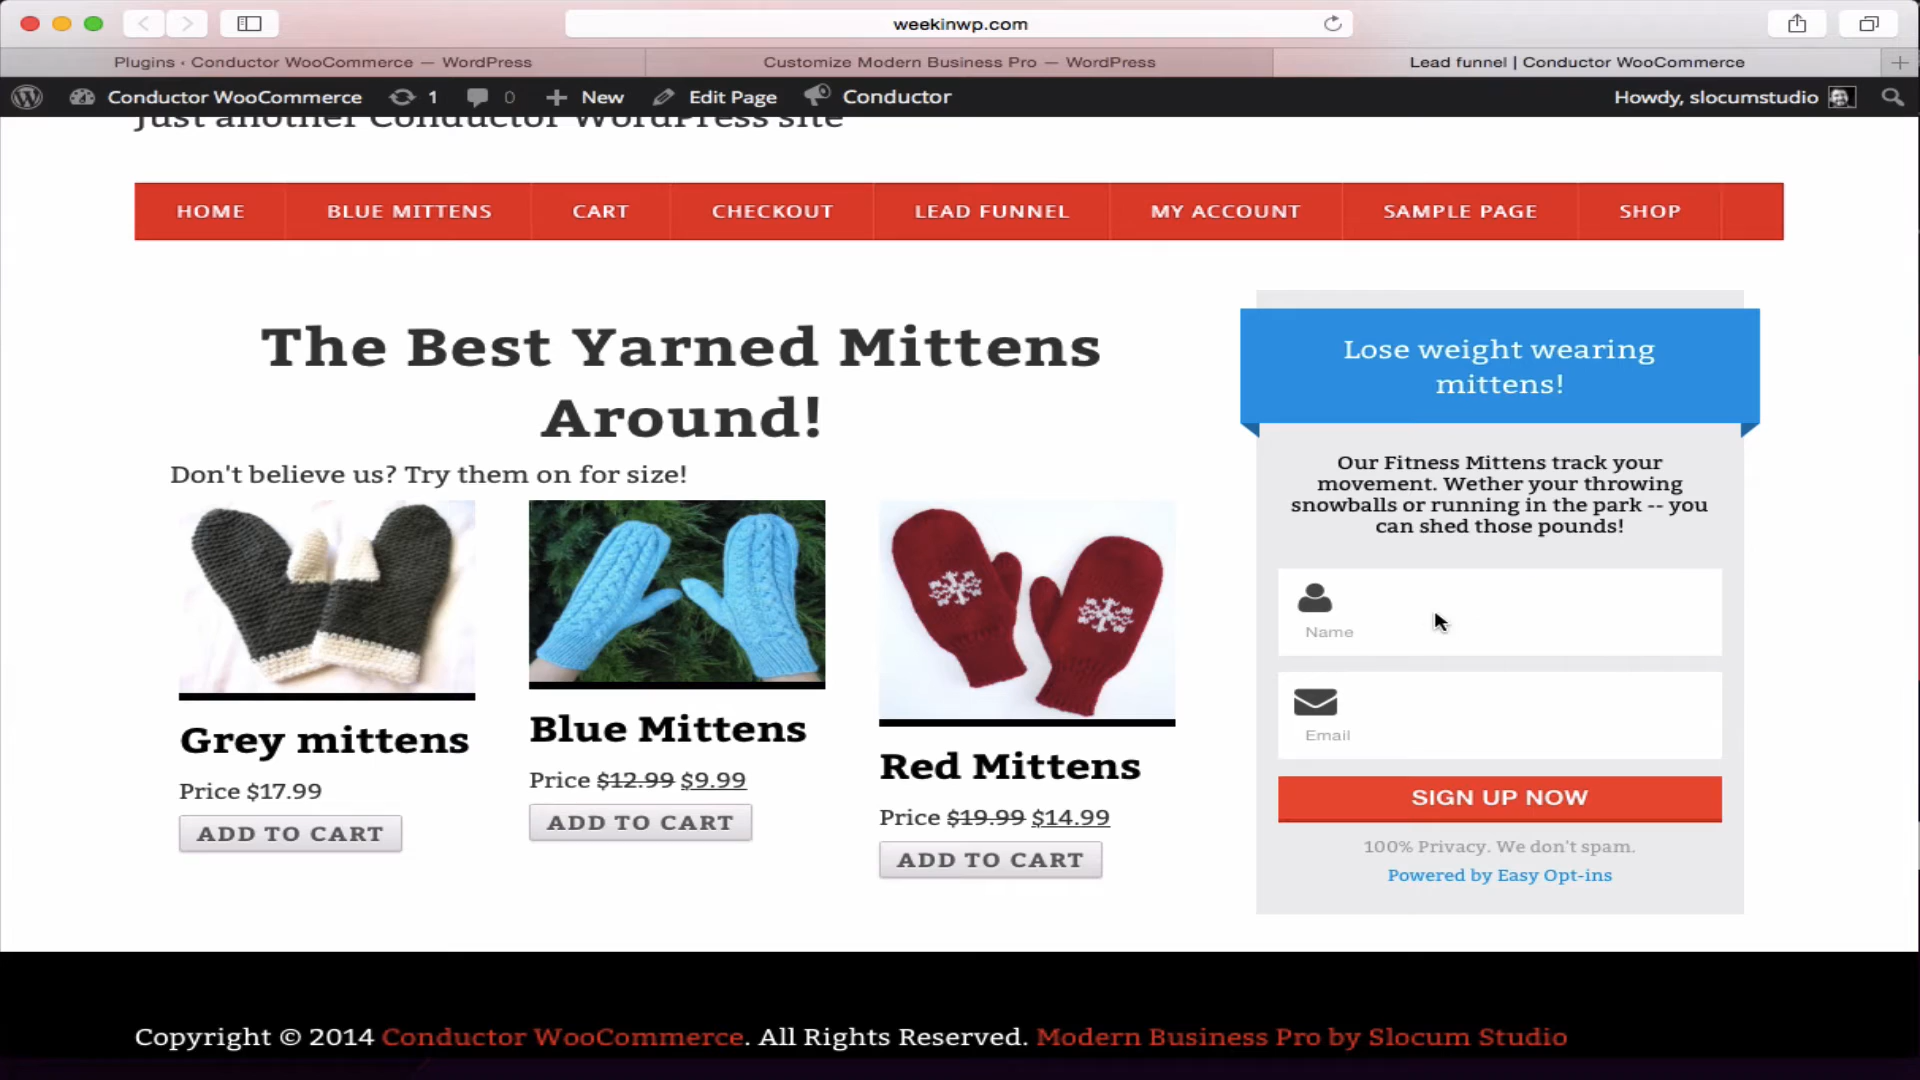 weekinwp.com
Plugins ‹ Conductor WooCommerce — WordPress
Customize Modern Business Pro — WordPress
Lead funnel | Conductor WooCommerce
Conductor WooCommerce 1 0 New Edit Page Conductor
Howdy, slocumstudio
Just another Conductor WordPress site
HOME BLUE MITTENS CART CHECKOUT LEAD FUNNEL MY ACCOUNT SAMPLE PAGE SHOP
The Best Yarned Mittens
Around!
Don't believe us? Try them on for size!
Grey mittens
Price $17.99
ADD TO CART
Blue Mittens
Price $12.99 $9.99
ADD TO CART
Red Mittens
Price $19.99 $14.99
ADD TO CART
Lose weight wearing
mittens!
Our Fitness Mittens track your
movement. Wether your throwing
snowballs or running in the park -- you
can shed those pounds!
Name
Email
SIGN UP NOW
100% Privacy. We don't spam.
Powered by Easy Opt-ins
Copyright © 2014 Conductor WooCommerce. All Rights Reserved. Modern Business Pro by Slocum Studio